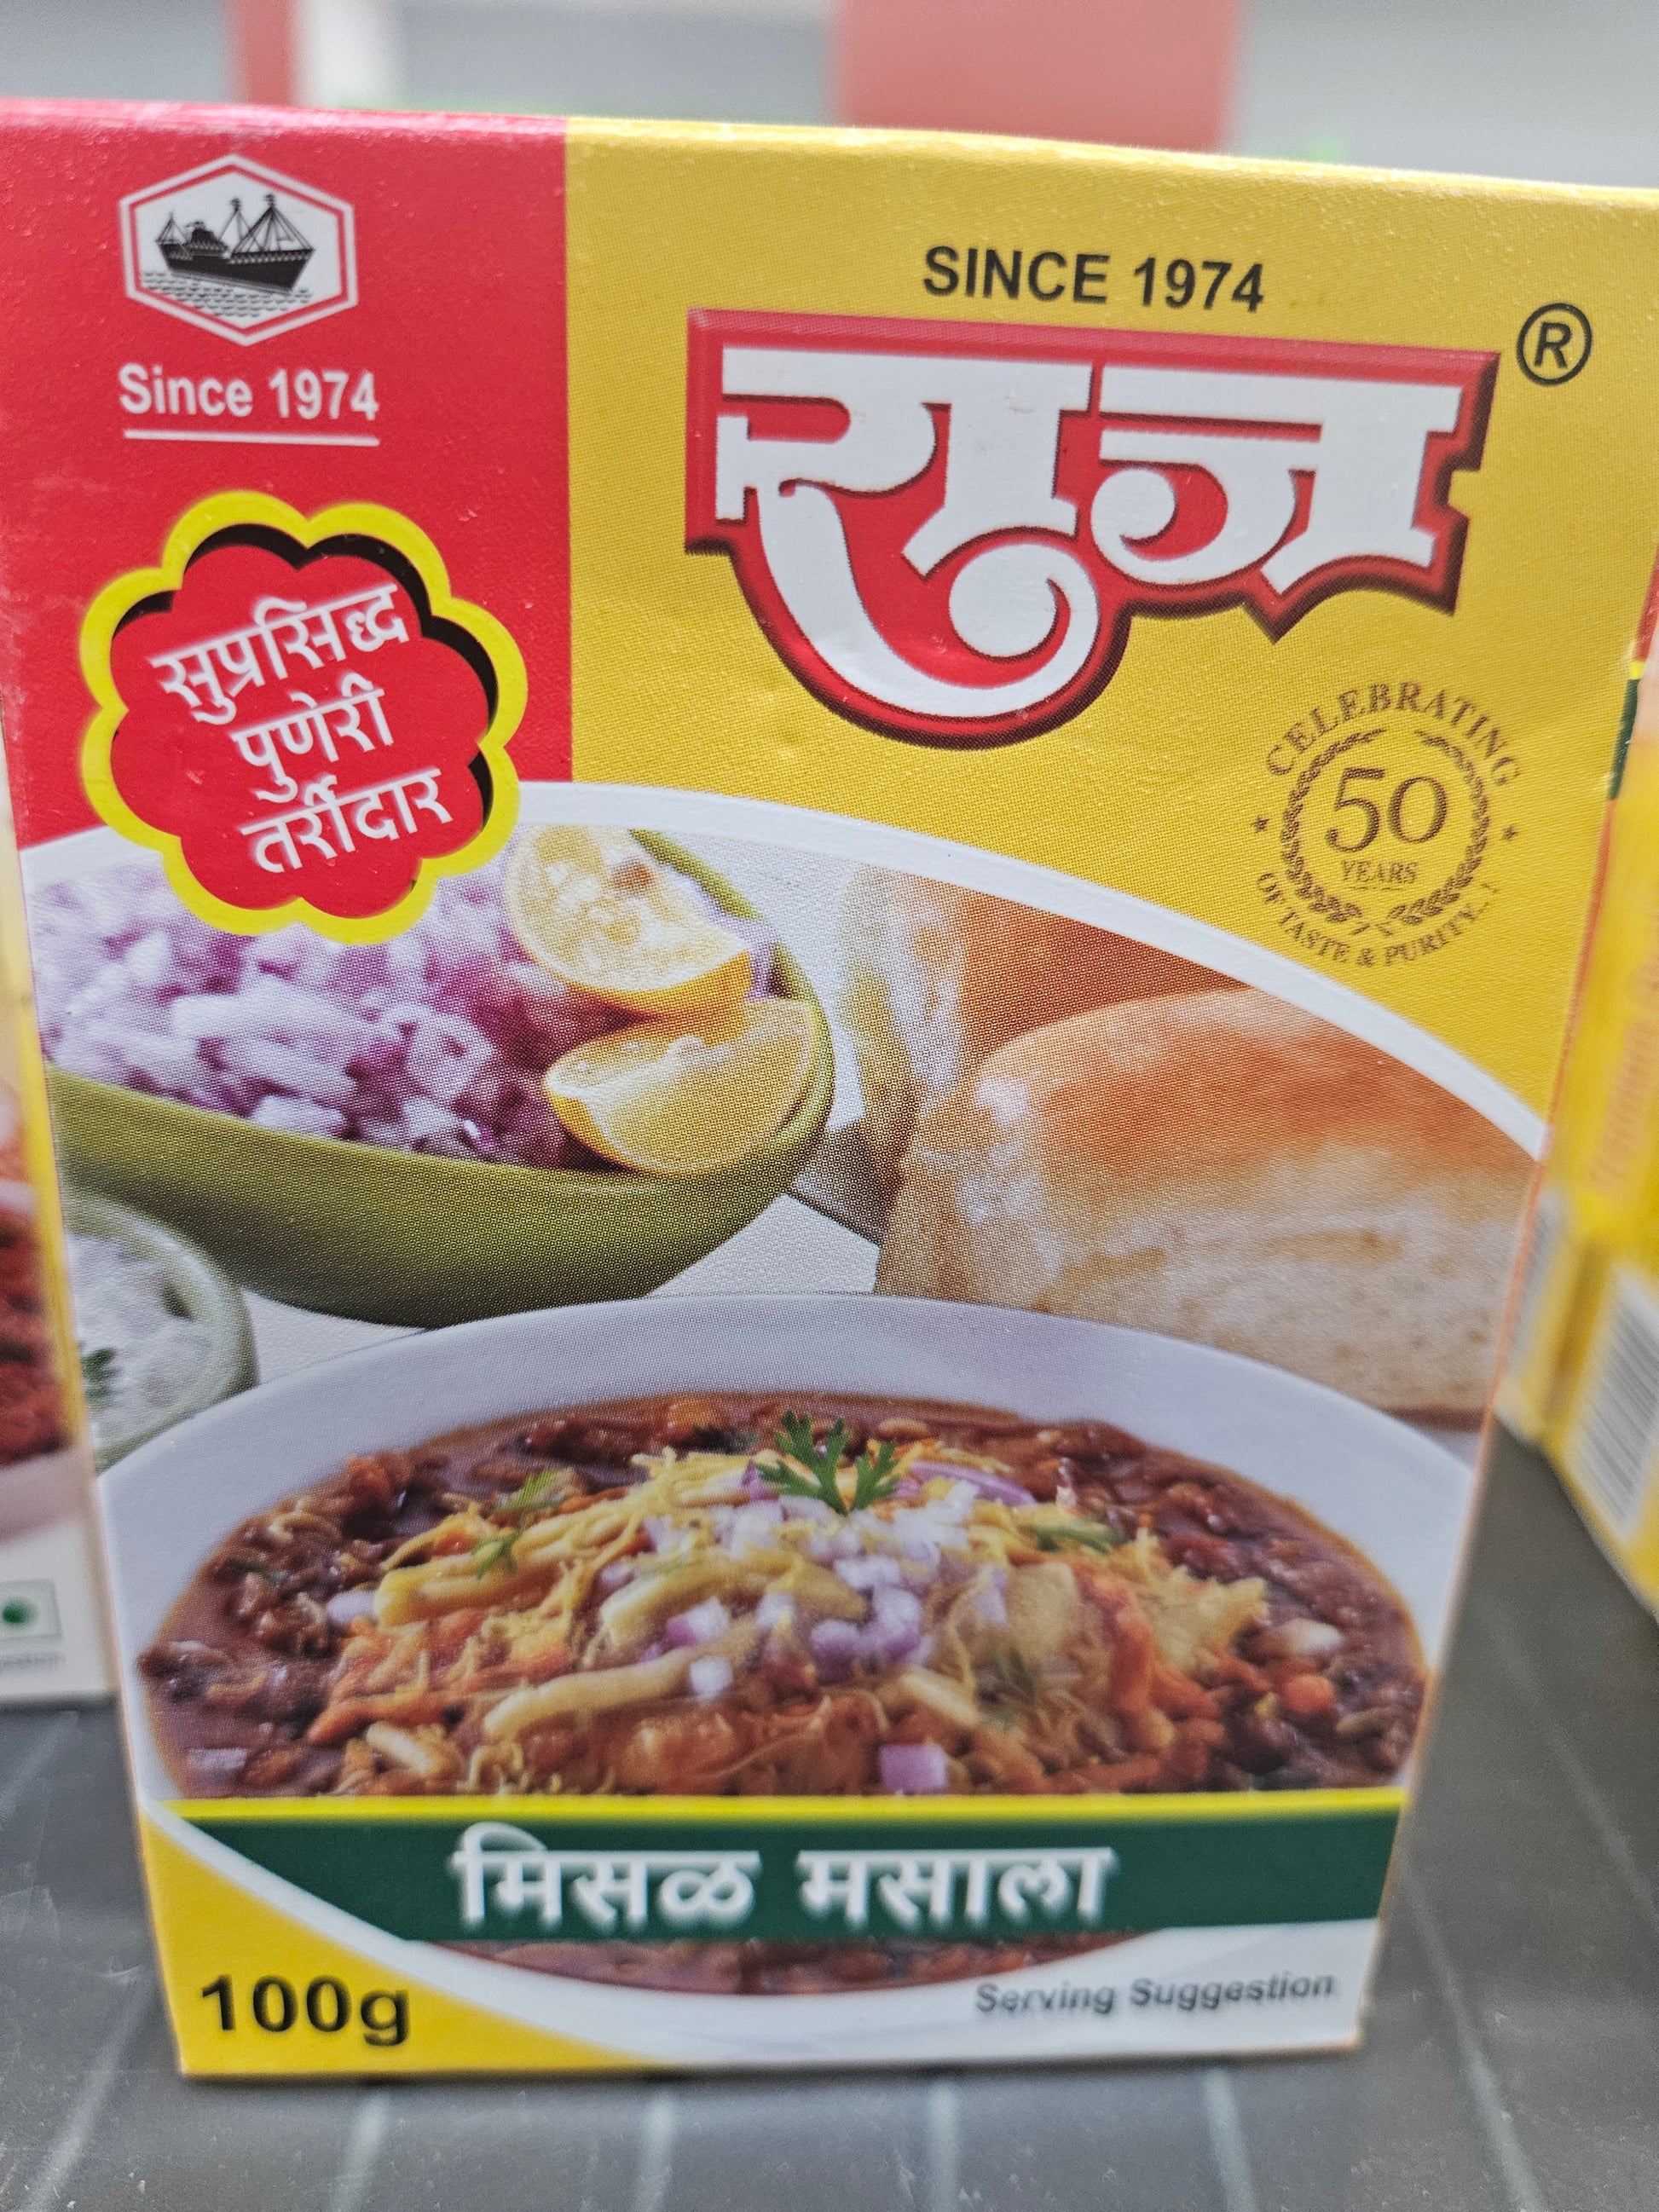 Since 1974
SINCE 1974
राज ®
सुप्रसिद्ध
पुणेरी
तर्रीदार
CELEBRATING
50
YEARS
OF TASTE & PURITY..!
मिसळ मसाला
100g
Serving Suggestion